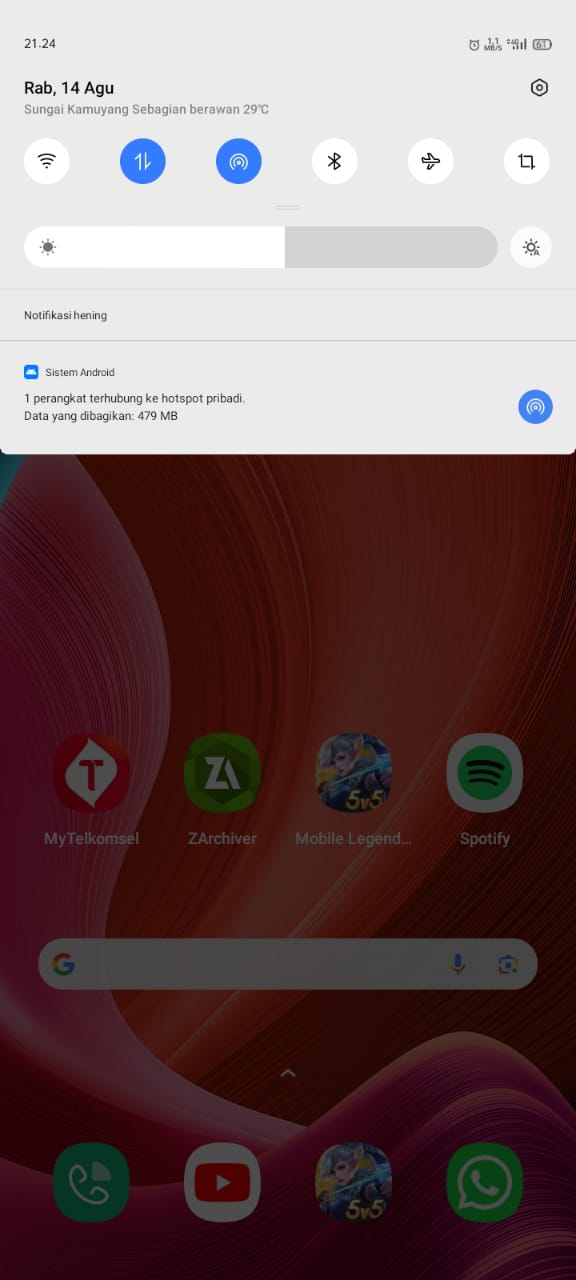 21.24
1,1
MB/S
4G
61
Rab, 14 Agu
Sungai Kamuyang Sebagian berawan 29°C
Notifikasi hening
Sistem Android
1 perangkat terhubung ke hotspot pribadi.
Data yang dibagikan: 479 MB
MyTelkomsel
ZArchiver
Mobile Legend...
Spotify
5v5
5v5